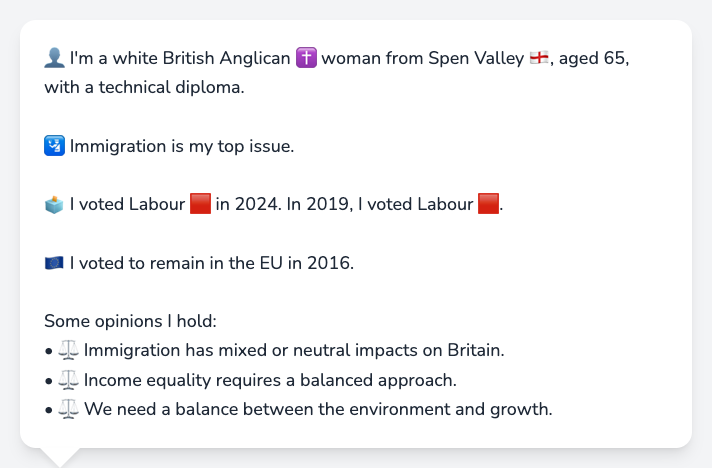 👤 I'm a white British Anglican ✝️ woman from Spen Valley 🏴󠁧󠁢󠁥󠁮󠁧󠁿, aged 65,
with a technical diploma.
🛂 Immigration is my top issue.
🗳️ I voted Labour 🟥 in 2024. In 2019, I voted Labour 🟥.
🇪🇺 I voted to remain in the EU in 2016.
Some opinions I hold:
• ⚖️ Immigration has mixed or neutral impacts on Britain.
• ⚖️ Income equality requires a balanced approach.
• ⚖️ We need a balance between the environment and growth.